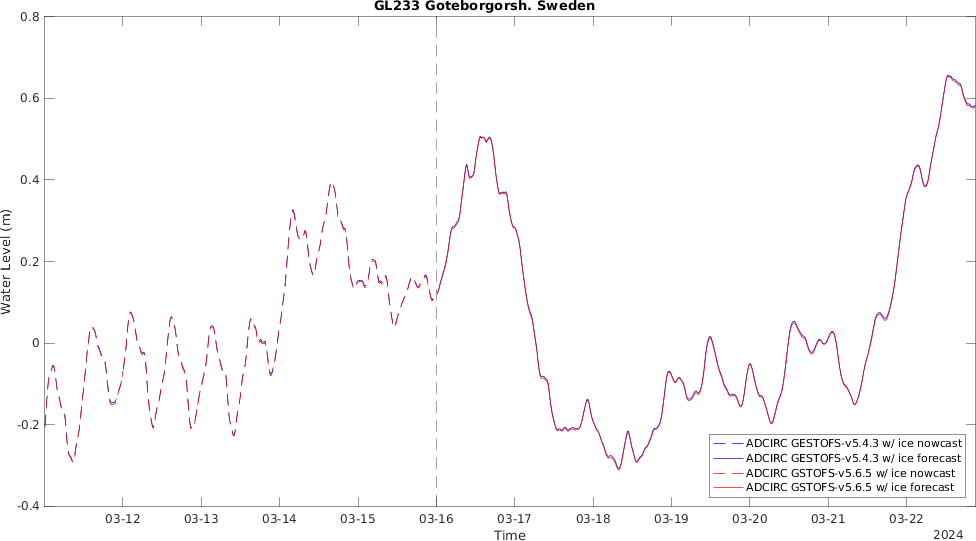 GL233 Goteborgorsh. Sweden
0.8
0.6
0.4
0.2
0
-0.2
-0.4
Water Level (m)
ADCIRC GESTOFS-v5.4.3 w/ ice nowcast
ADCIRC GESTOFS-v5.4.3 w/ ice forecast
ADCIRC GSTOFS-v5.6.5 w/ ice nowcast
ADCIRC GSTOFS-v5.6.5 w/ ice forecast
03-12 03-13 03-14 03-15 03-16 03-17 03-18 03-19 03-20 03-21 03-22
Time
2024